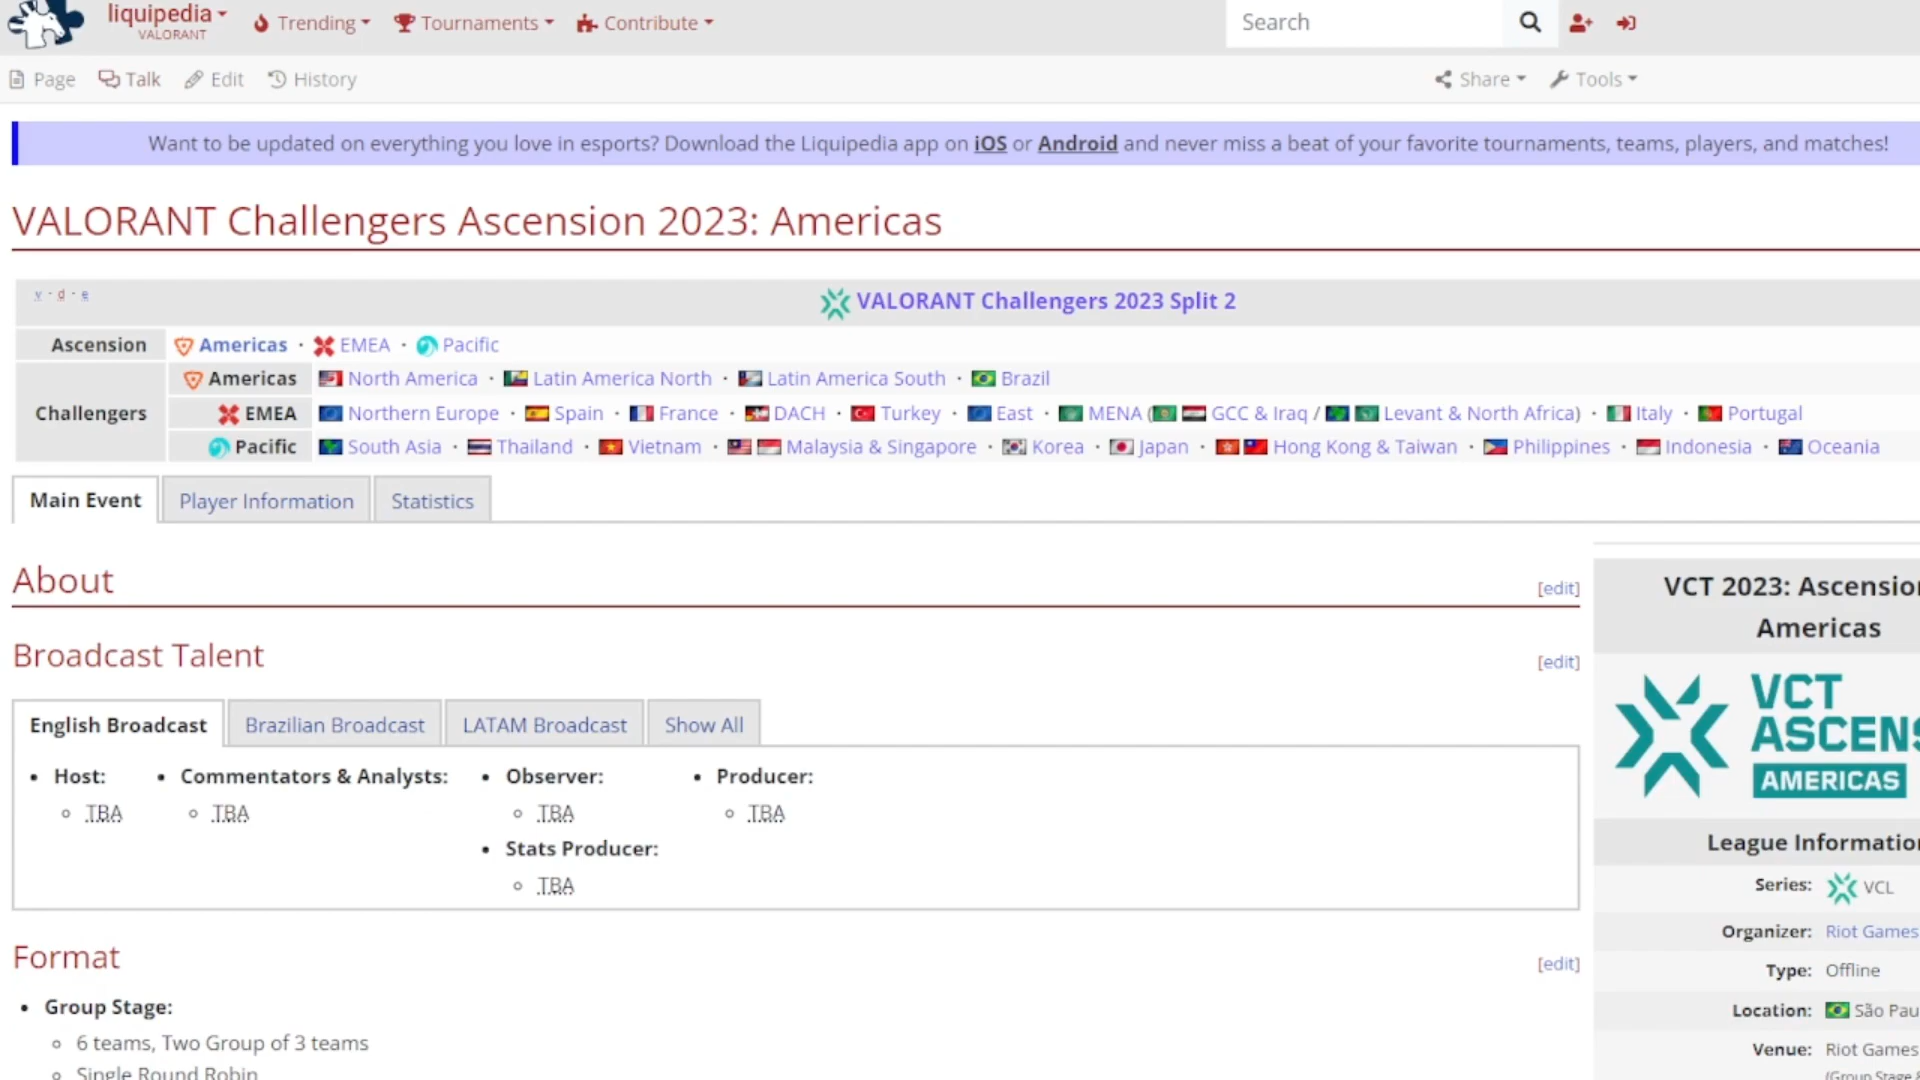 liquipedia
VALORANT
Trending
Tournaments
Contribute
Search
Page
Talk
Edit
History
Share
Tools
Want to be updated on everything you love in esports? Download the Liquipedia app on iOS or Android and never miss a beat of your favorite tournaments, teams, players, and matches!
VALORANT Challengers Ascension 2023: Americas
v · d · e
VALORANT Challengers 2023 Split 2
Ascension
Americas · EMEA · Pacific
Challengers
Americas
North America · Latin America North · Latin America South · Brazil
EMEA
Northern Europe · Spain · France · DACH · Turkey · East · MENA (GCC & Iraq / Levant & North Africa) · Italy · Portugal
Pacific
South Asia · Thailand · Vietnam · Malaysia & Singapore · Korea · Japan · Hong Kong & Taiwan · Philippines · Indonesia · Oceania
Main Event
Player Information
Statistics
About
[edit]
Broadcast Talent
[edit]
English Broadcast
Brazilian Broadcast
LATAM Broadcast
Show All
• Host:
TBA
• Commentators & Analysts:
TBA
• Observer:
TBA
• Stats Producer:
TBA
• Producer:
TBA
Format
[edit]
• Group Stage:
6 teams, Two Group of 3 teams
Single Round Robin
VCT 2023: Ascension
Americas
VCT
ASCENS
AMERICAS
League Information
Series: VCL
Organizer: Riot Games
Type: Offline
Location: São Pau
Venue: Riot Games
(Group Stage &